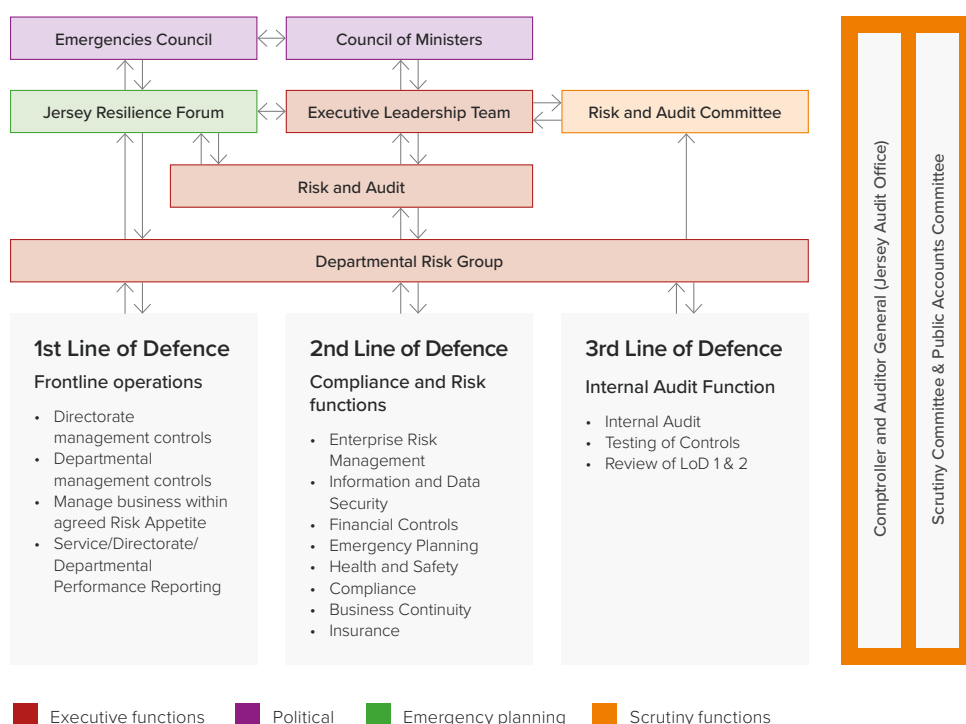 Emergencies Council
Council of Ministers
Jersey Resilience Forum
Executive Leadership Team
Risk and Audit Committee
Risk and Audit
Departmental Risk Group
1st Line of Defence
Frontline operations
• Directorate
management controls
• Departmental
management controls
• Manage business within
agreed Risk Appetite
• Service/Directorate/
Departmental
Performance Reporting
2nd Line of Defence
Compliance and Risk
functions
• Enterprise Risk
Management
• Information and Data
Security
• Financial Controls
• Emergency Planning
• Health and Safety
• Compliance
• Business Continuity
• Insurance
3rd Line of Defence
Internal Audit Function
• Internal Audit
• Testing of Controls
• Review of LoD 1 & 2
Comptroller and Auditor General (Jersey Audit Office)
Scrutiny Committee & Public Accounts Committee
Executive functions
Political
Emergency planning
Scrutiny functions